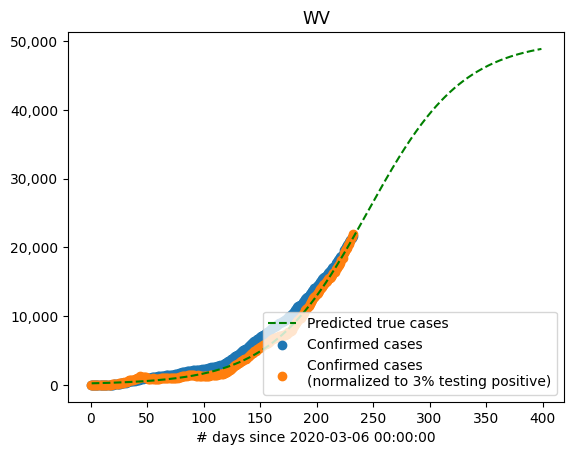 WV
50,000
40,000
30,000
20,000
10,000
0
Predicted true cases
Confirmed cases
Confirmed cases
(normalized to 3% testing positive)
0 50 100 150 200 250 300 350 400
# days since 2020-03-06 00:00:00